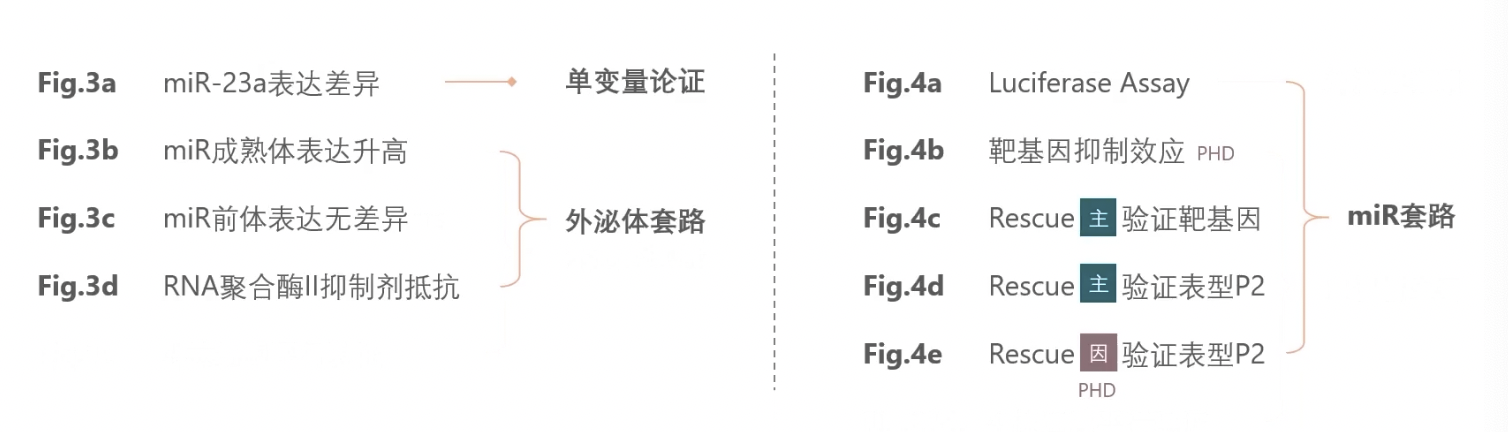 Fig.3a miR-23a表达差异 单变量论证
Fig.3b miR成熟体表达升高
Fig.3c miR前体表达无差异
外泌体套路
Fig.3d RNA聚合酶II抑制剂抵抗
Fig.4a Luciferase Assay
Fig.4b 靶基因抑制效应 PHD
Fig.4c Rescue 主 验证靶基因
miR套路
Fig.4d Rescue 主 验证表型P2
Fig.4e Rescue 因 验证表型P2
PHD